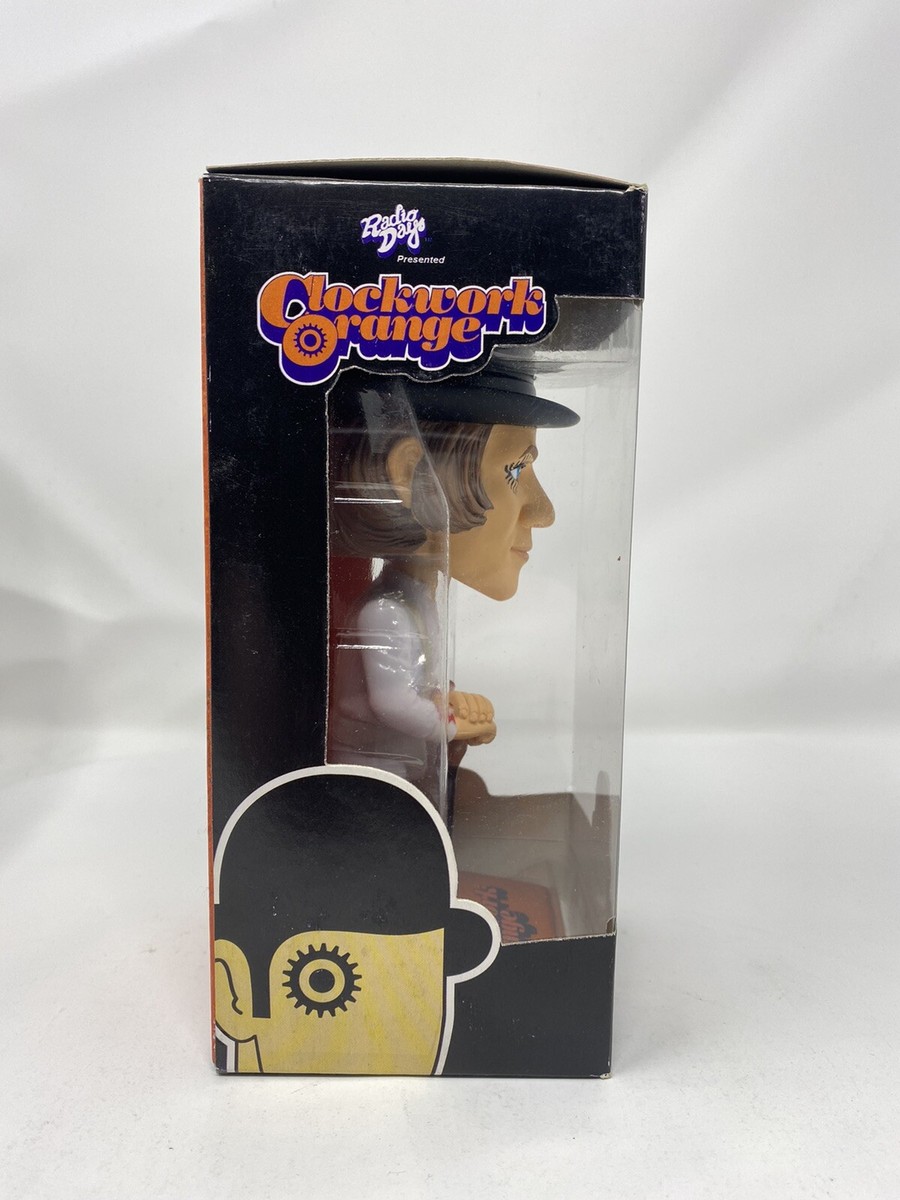 Radio
Days
Presented
Clockwork
Orange